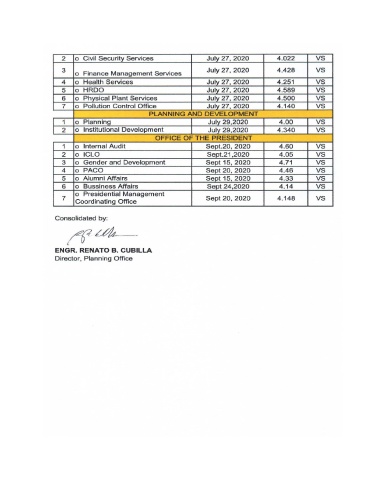 2 o Civil Security Services July 27, 2020 4.022 VS
3 o Finance Management Services July 27, 2020 4.428 VS
4 o Health Services July 27, 2020 4.251 VS
5 o HRDO July 27, 2020 4.589 VS
6 o Physical Plant Services July 27, 2020 4.500 VS
7 o Pollution Control Office July 27, 2020 4.140 VS
PLANNING AND DEVELOPMENT
1 o Planning July 29,2020 4.00 VS
2 o Institutional Development July 29,2020 4.340 VS
OFFICE OF THE PRESIDENT
1 o Internal Audit Sept.20, 2020 4.60 VS
2 o ICLO Sept.21,2020 4.05 VS
3 o Gender and Development Sept 15, 2020 4.71 VS
4 o PACO Sept 20, 2020 4.46 VS
5 o Alumni Affairs Sept 15, 2020 4.33 VS
6 o Bussiness Affairs Sept 24,2020 4.14 VS
7 o Presidential Management
Coordinating Office Sept 20, 2020 4.148 VS
Consolidated by:
ENGR. RENATO B. CUBILLA
Director, Planning Office